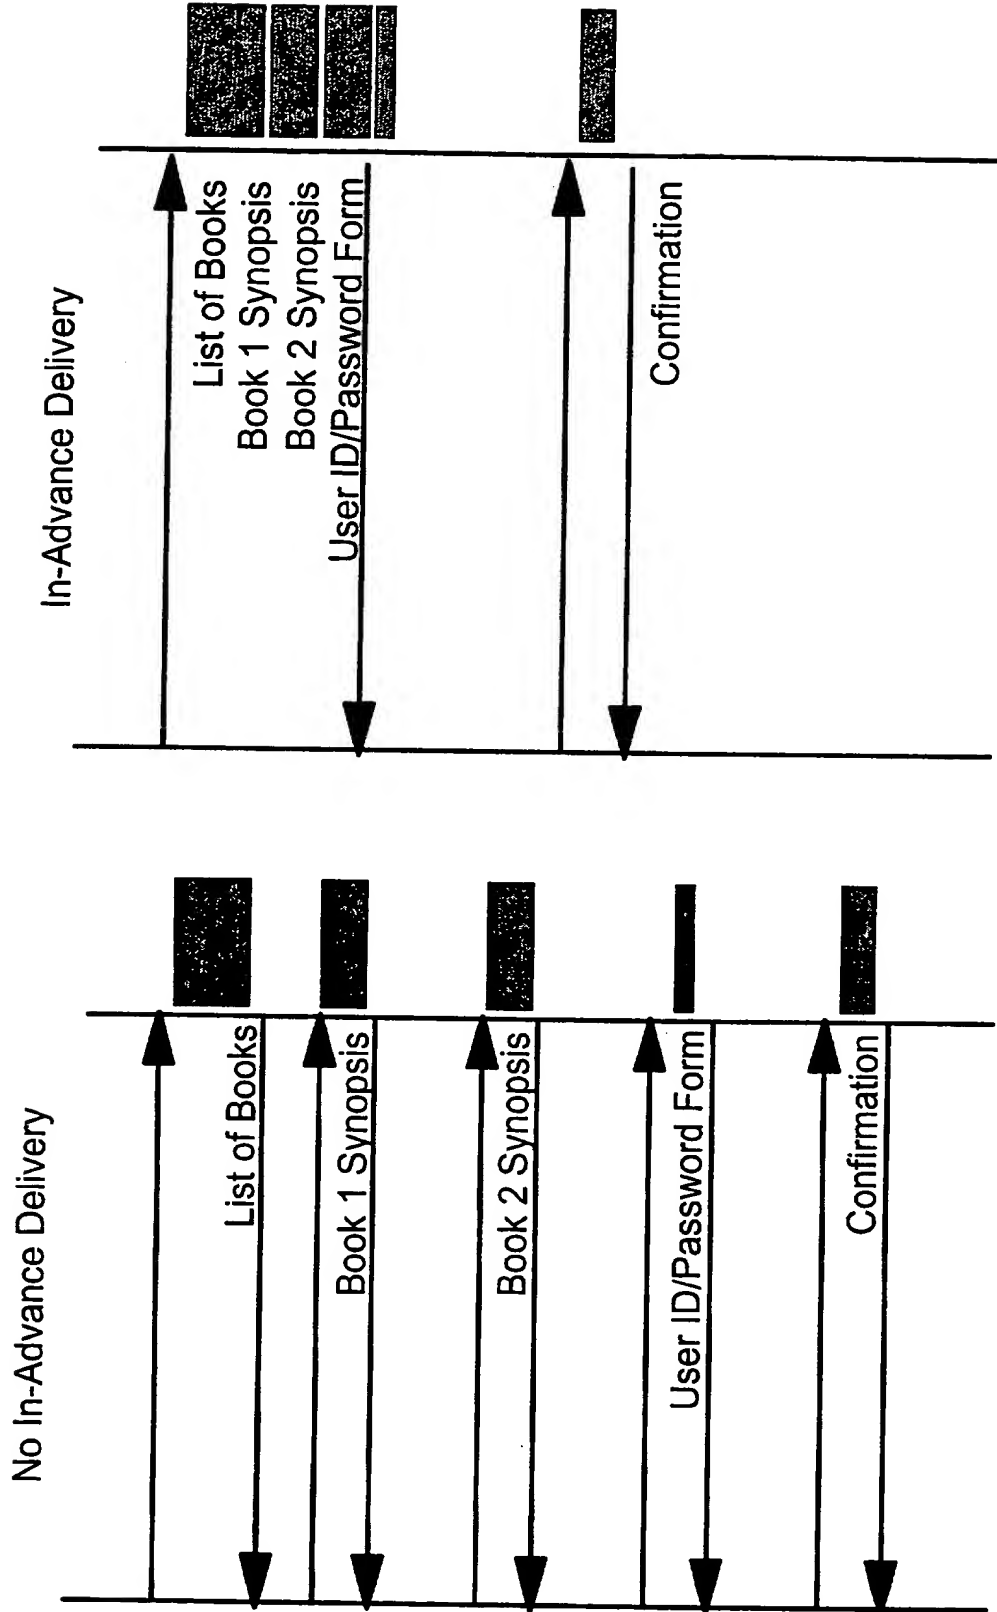 No In-Advance Delivery
List of Books
Book 1 Synopsis
Book 2 Synopsis
User ID/Password Form
Confirmation
In-Advance Delivery
List of Books
Book 1 Synopsis
Book 2 Synopsis
User ID/Password Form
Confirmation